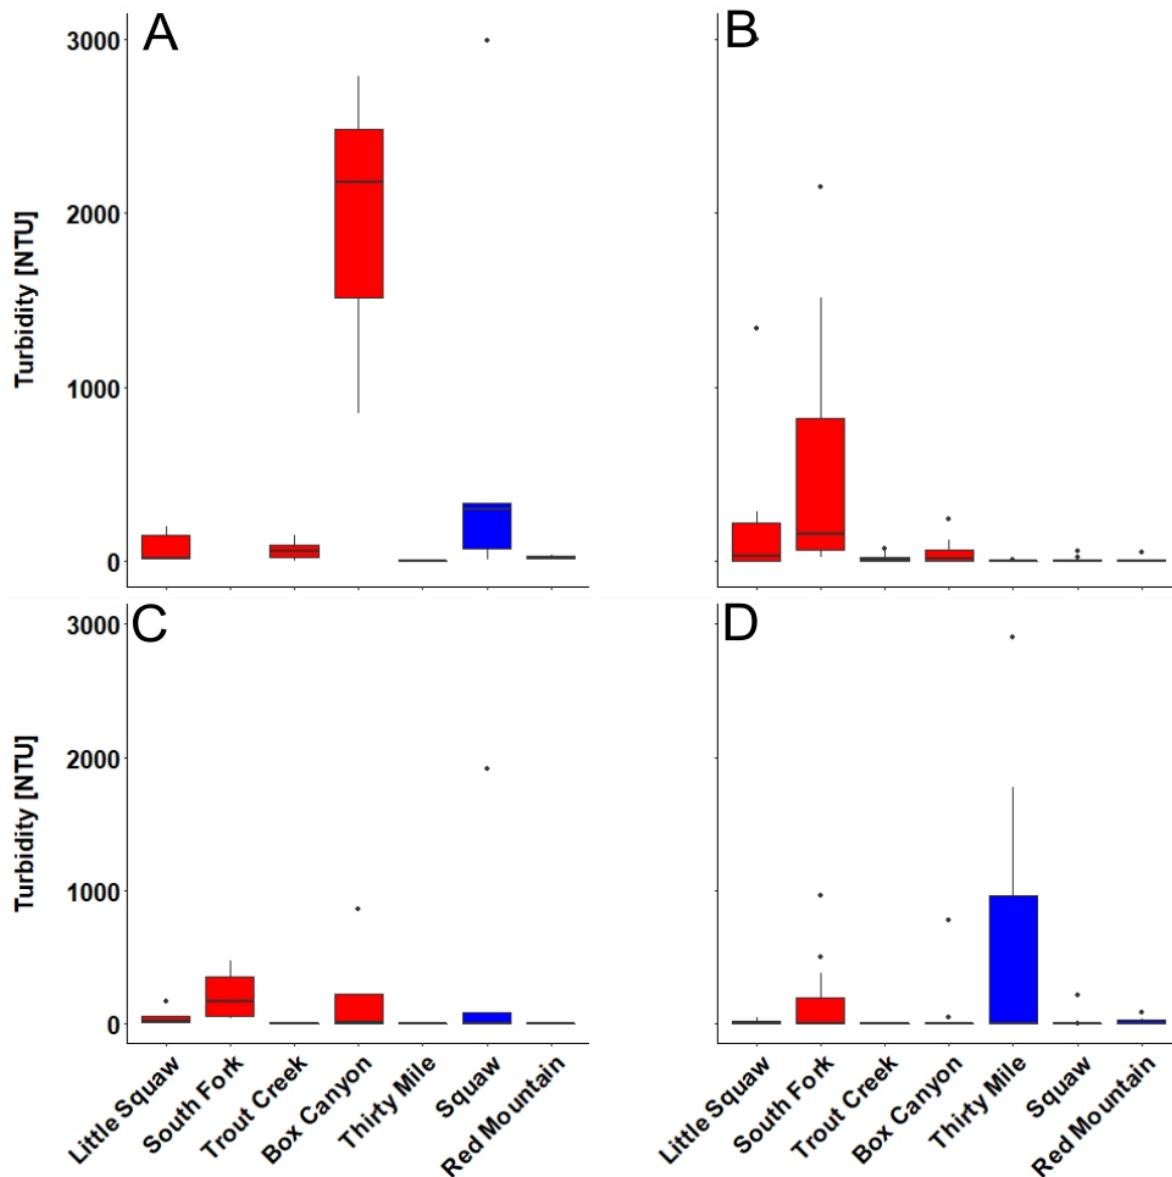 A
B
3000
2000
1000
0
Turbidity [NTU]
C
D
3000
2000
1000
0
Turbidity [NTU]
Little Squaw
South Fork
Trout Creek
Box Canyon
Thirty Mile
Squaw
Red Mountain
Little Squaw
South Fork
Trout Creek
Box Canyon
Thirty Mile
Squaw
Red Mountain